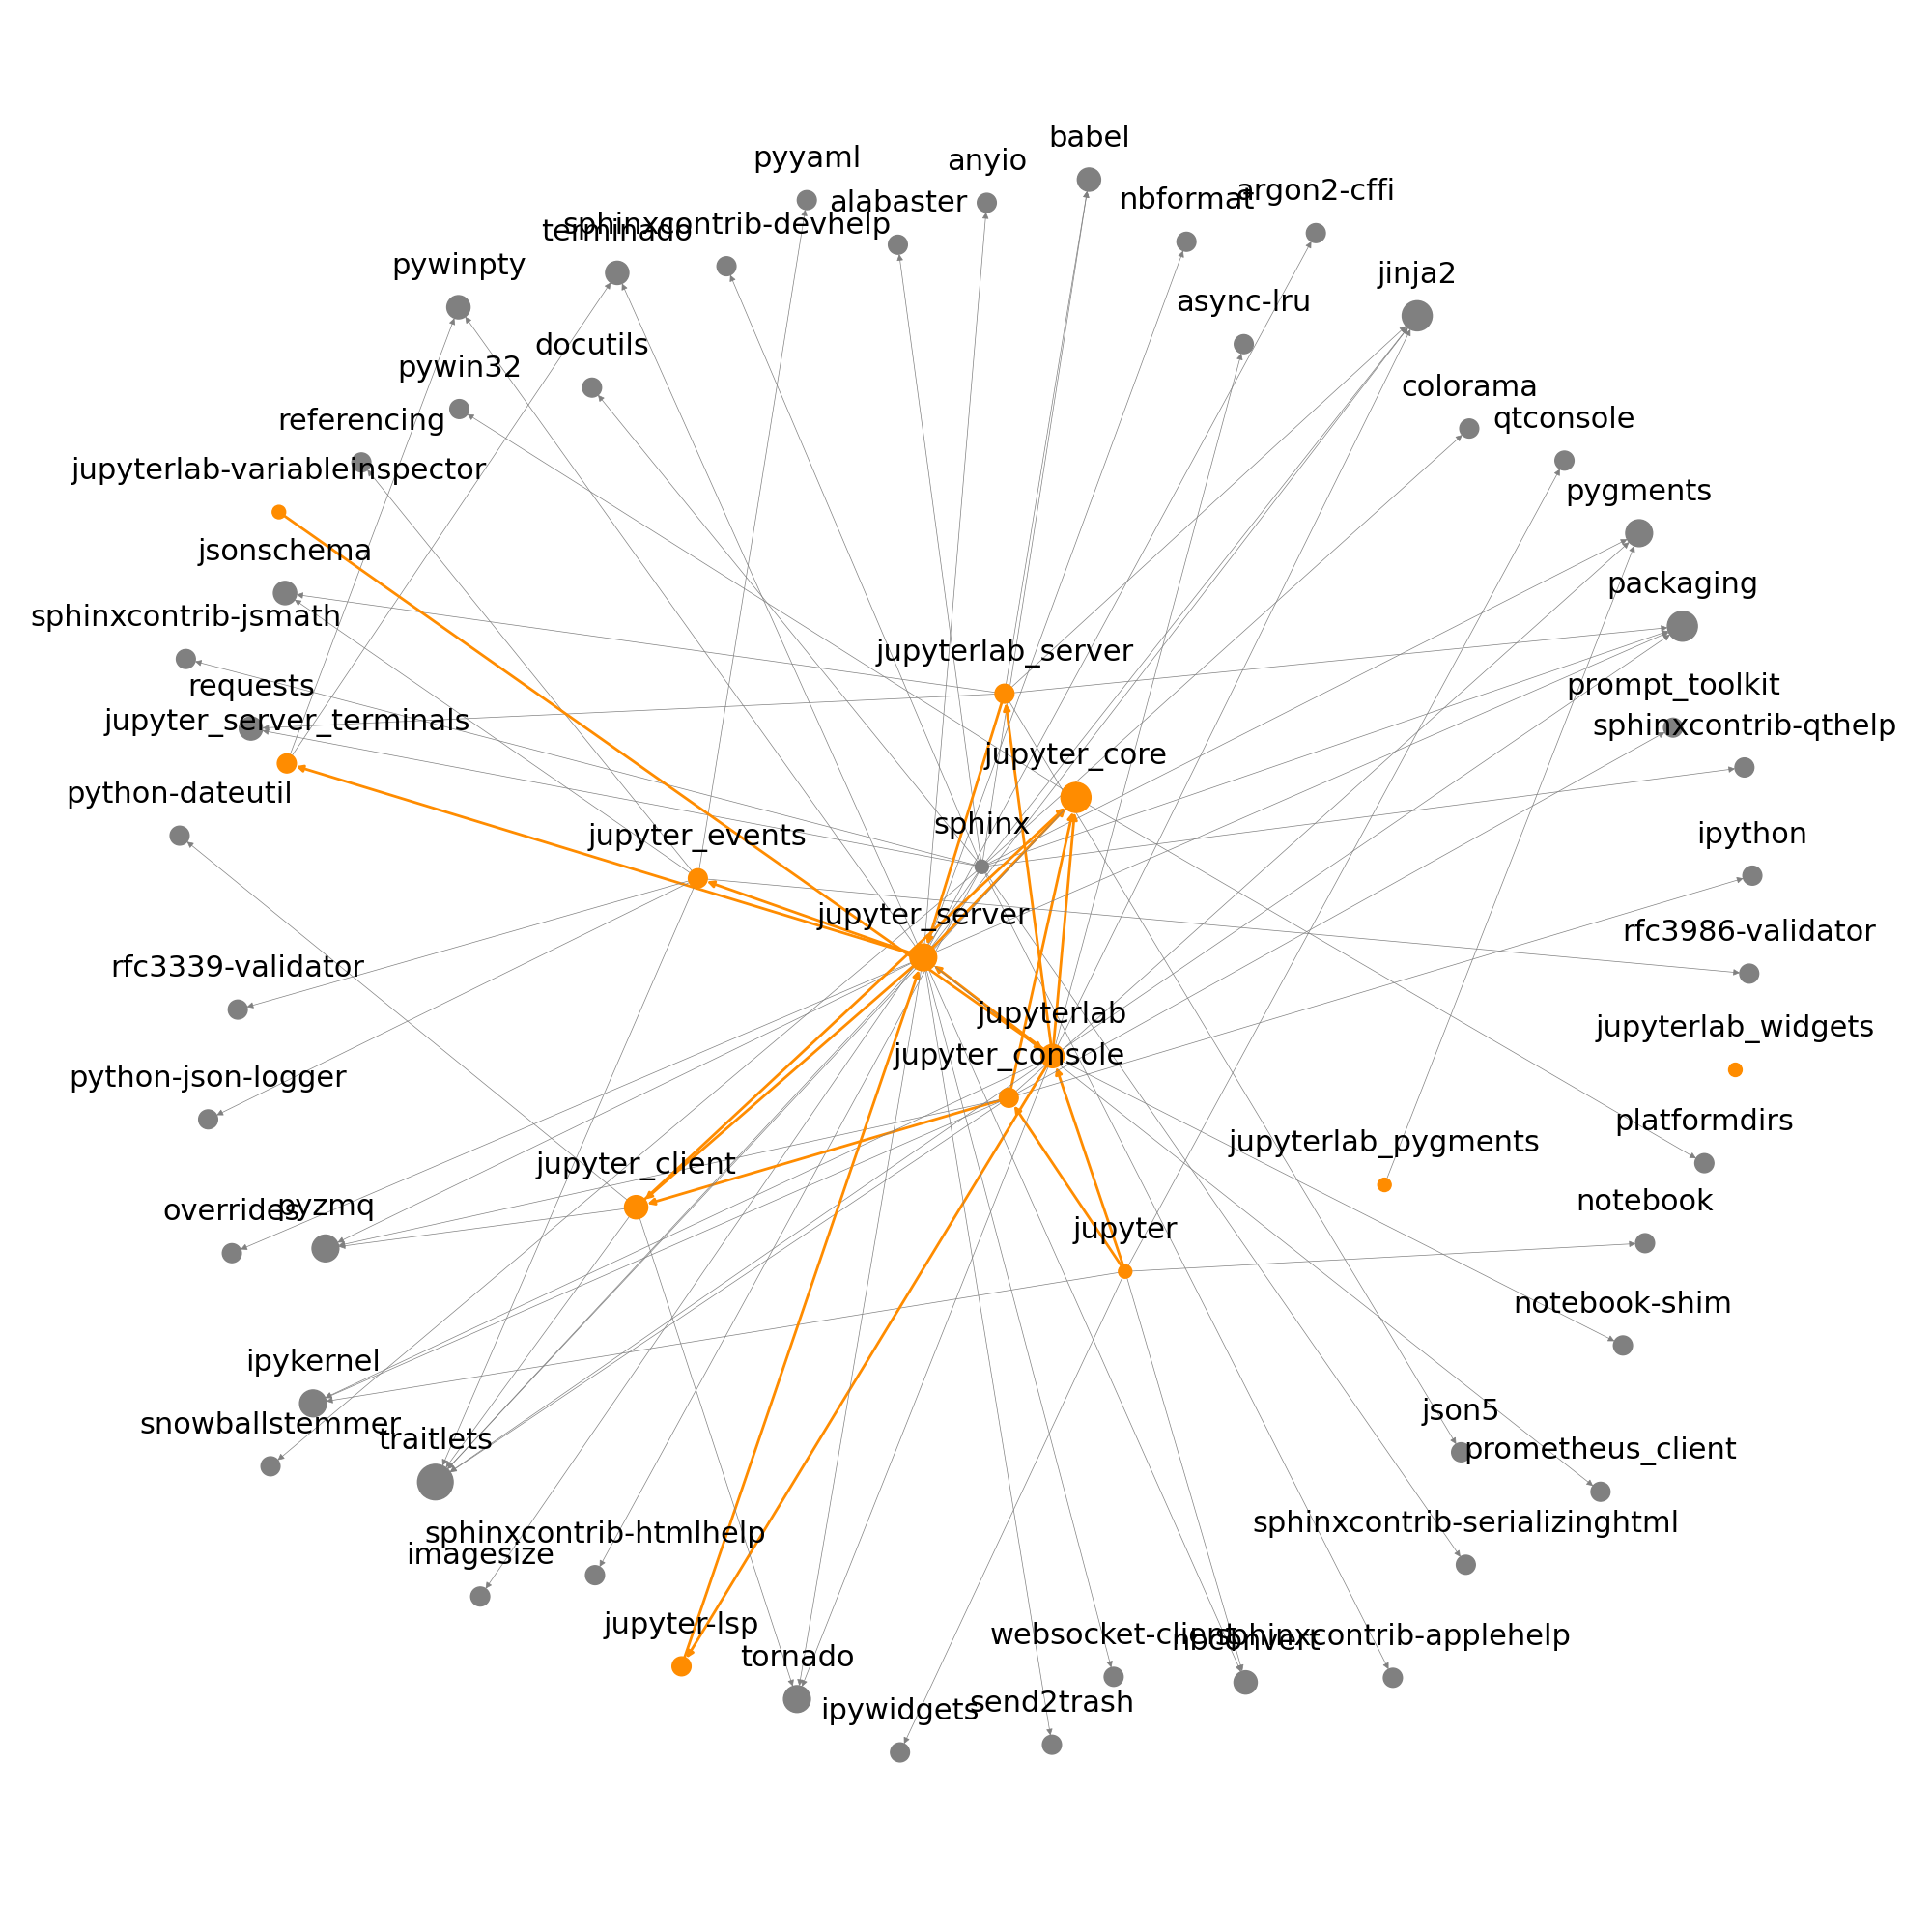 babel
pyyaml
anyio
argon2-cffi
nbformat
alabaster
sphinxcontrib-devhelp
terminado
pywinpty
jinja2
async-lru
docutils
pywin32
colorama
referencing
qtconsole
jupyterlab-variableinspector
pygments
jsonschema
packaging
sphinxcontrib-jsmath
jupyterlab_server
requests
prompt_toolkit
jupyter_server_terminals
sphinxcontrib-qthelp
jupyter_core
python-dateutil
sphinx
jupyter_events
ipython
jupyter_server
rfc3986-validator
rfc3339-validator
jupyterlab
jupyterlab_widgets
jupyter_console
python-json-logger
platformdirs
jupyterlab_pygments
jupyter_client
notebook
overrides
pyzmq
jupyter
notebook-shim
ipykernel
json5
snowballstemmer
traitlets
prometheus_client
sphinxcontrib-serializinghtml
sphinxcontrib-htmlhelp
imagesize
jupyter-lsp
websocket-client
nbconvert
sphinxcontrib-applehelp
tornado
send2trash
ipywidgets